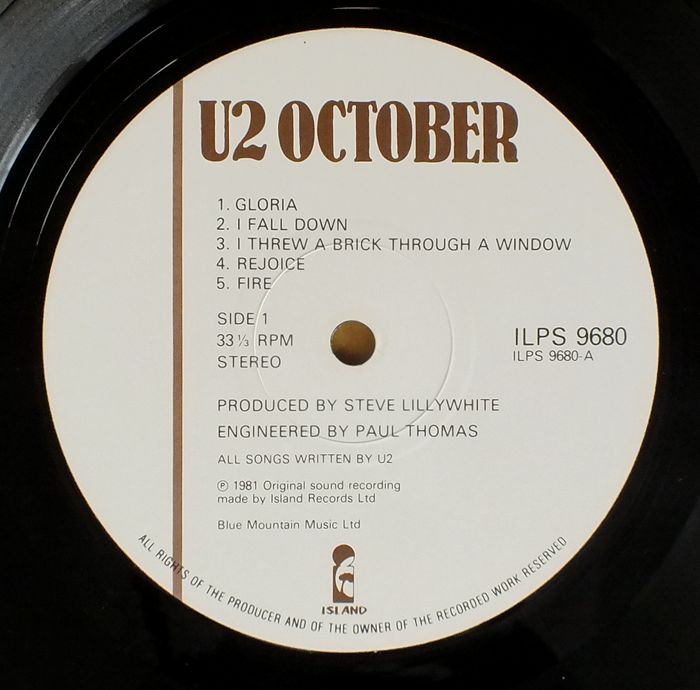 U2 OCTOBER
1. GLORIA
2. I FALL DOWN
3. I THREW A BRICK THROUGH A WINDOW
4. REJOICE
5. FIRE
SIDE 1
33 ⅓ RPM
STEREO
ILPS 9680
ILPS 9680-A
PRODUCED BY STEVE LILLYWHITE
ENGINEERED BY PAUL THOMAS
ALL SONGS WRITTEN BY U2
℗ 1981 Original sound recording
made by Island Records Ltd
Blue Mountain Music Ltd
ISLAND
ALL RIGHTS OF THE PRODUCER AND OF THE OWNER OF THE RECORDED WORK RESERVED